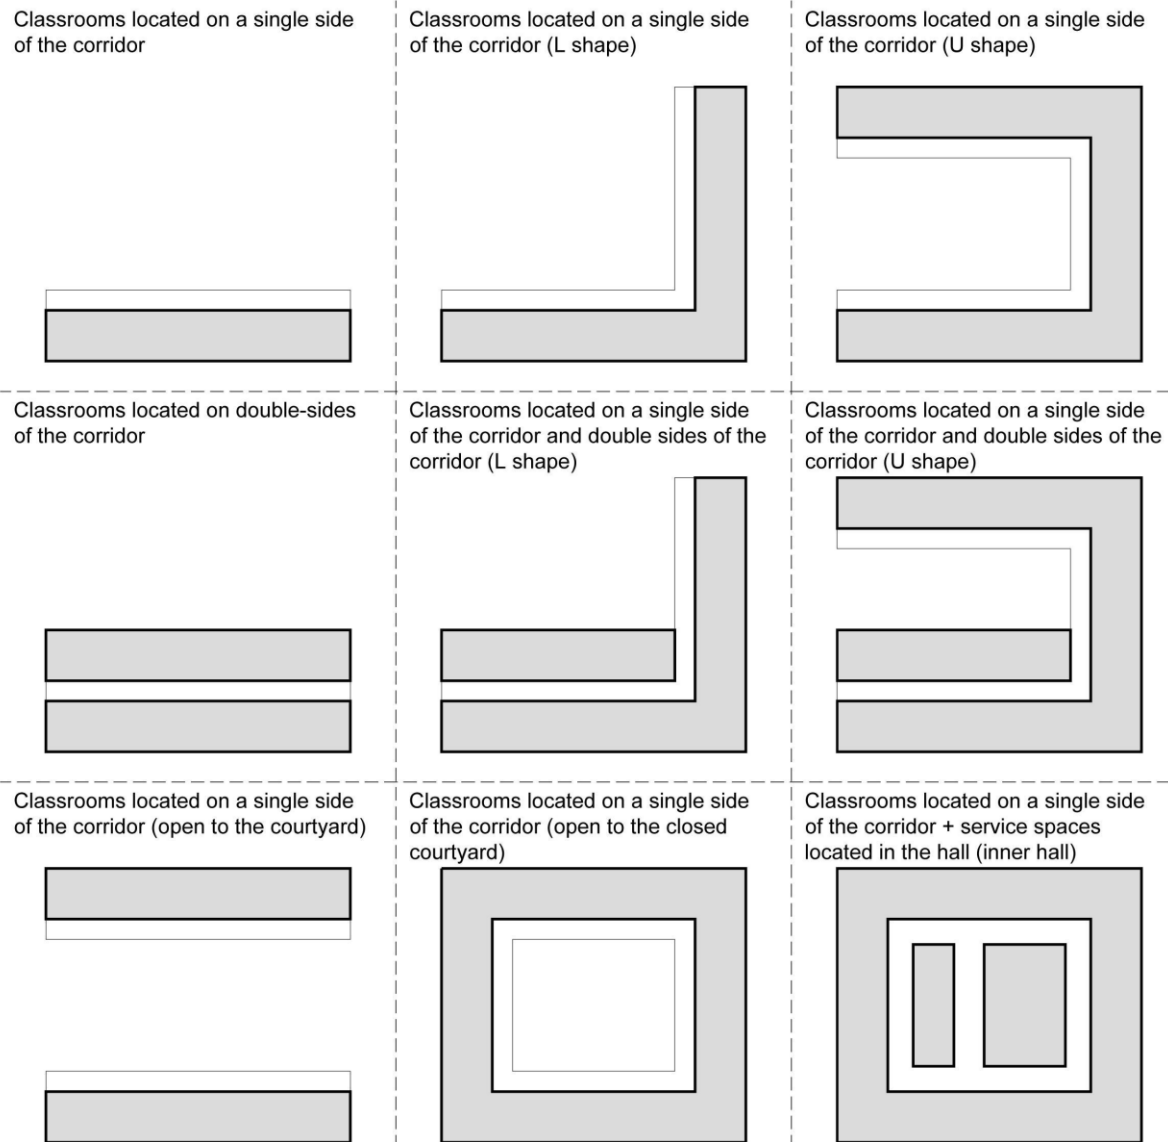 Classrooms located on a single side
of the corridor
Classrooms located on a single side
of the corridor (L shape)
Classrooms located on a single side
of the corridor (U shape)
Classrooms located on double-sides
of the corridor
Classrooms located on a single side
of the corridor and double sides of the
corridor (L shape)
Classrooms located on a single side
of the corridor and double sides of the
corridor (U shape)
Classrooms located on a single side
of the corridor (open to the courtyard)
Classrooms located on a single side
of the corridor (open to the closed
courtyard)
Classrooms located on a single side
of the corridor + service spaces
located in the hall (inner hall)